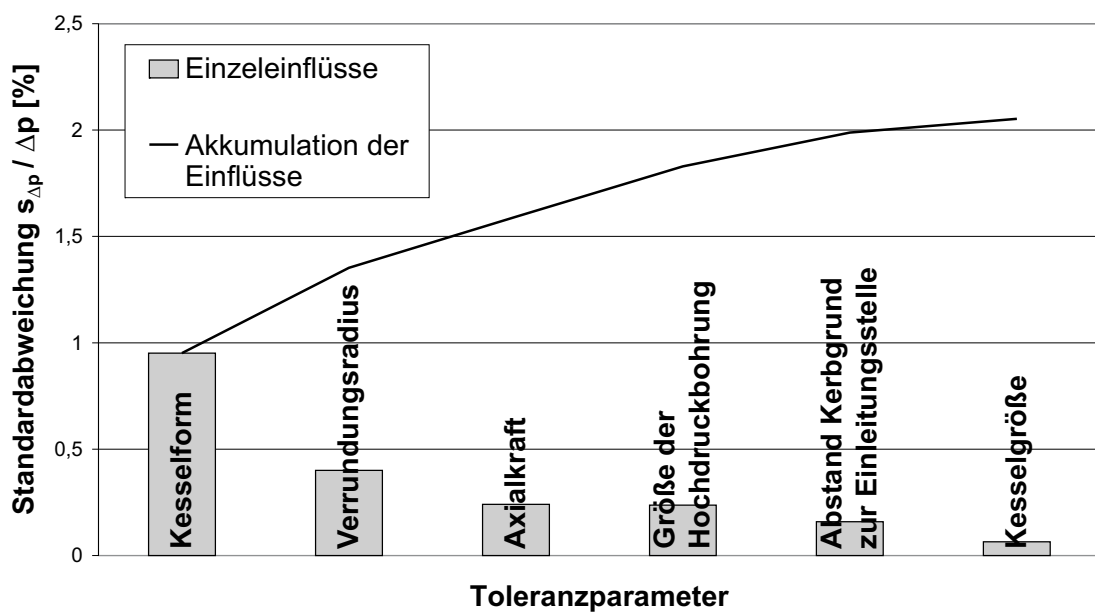 Standardabweichung s∆p / ∆p [%]
2,5
2
1,5
1
0,5
0
Einzeleinflüsse
Akkumulation der
Einflüsse
Kesselform
Verrundungsradius
Axialkraft
Größe der
Hochdruckbohrung
Abstand Kerbgrund
zur Einleitungsstelle
Kesselgröße
Toleranzparameter